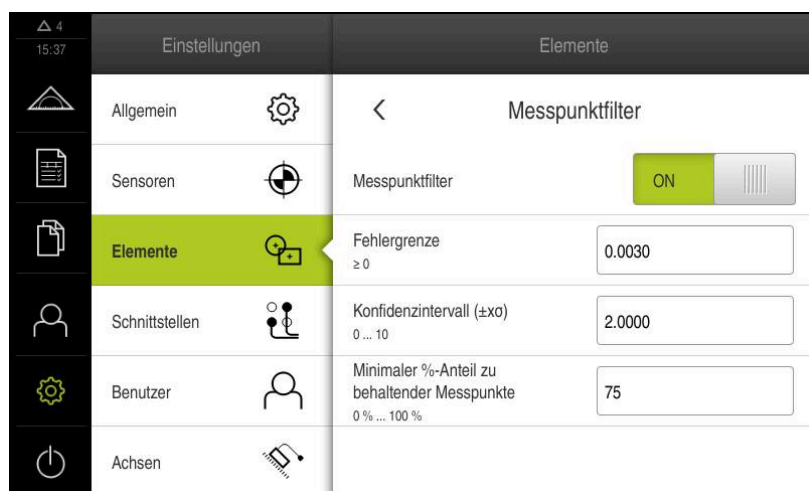 4
15:37
Einstellungen
Elemente
Allgemein
Sensoren
Elemente
Schnittstellen
Benutzer
Achsen
Messpunktfilter
Messpunktfilter
ON
Fehlergrenze
≥ 0
0.0030
Konfidenzintervall (±xσ)
0 ... 10
2.0000
Minimaler %-Anteil zu
behaltender Messpunkte
0 % ... 100 %
75